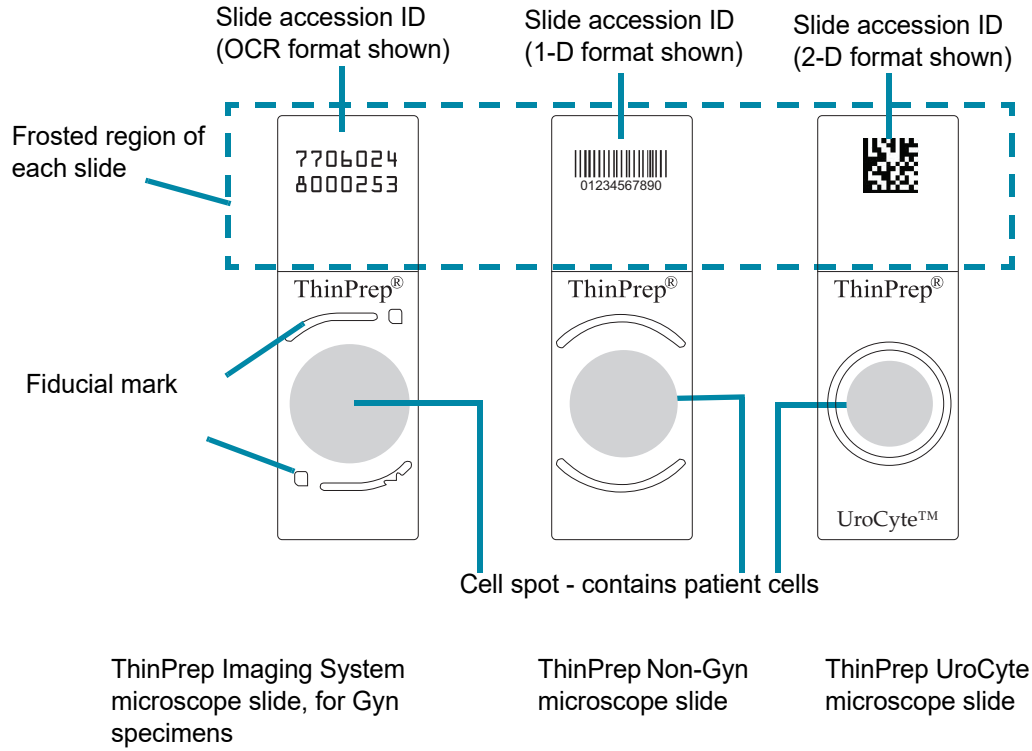 Slide accession ID
(OCR format shown)
Slide accession ID
(1-D format shown)
Slide accession ID
(2-D format shown)
Frosted region of
each slide
7706024
8000253
01234567890
ThinPrep®
ThinPrep®
ThinPrep®
Fiducial mark
UroCyte™
Cell spot - contains patient cells
ThinPrep Imaging System
microscope slide, for Gyn
specimens
ThinPrep Non-Gyn
microscope slide
ThinPrep UroCyte
microscope slide